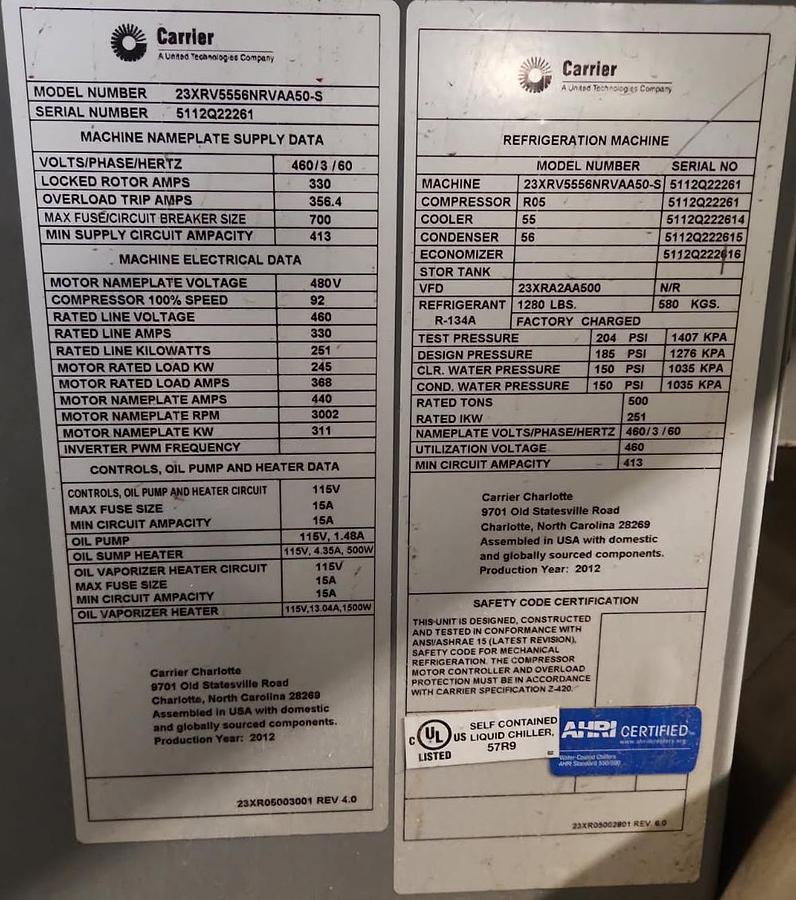 Carrier
A United Technologies Company
MODEL NUMBER 23XRV5556NRVAA50-S
SERIAL NUMBER 5112Q22261
MACHINE NAMEPLATE SUPPLY DATA
VOLTS/PHASE/HERTZ 460/3 /60
LOCKED ROTOR AMPS 330
OVERLOAD TRIP AMPS 356.4
MAX FUSE/CIRCUIT BREAKER SIZE 700
MIN SUPPLY CIRCUIT AMPACITY 413
MACHINE ELECTRICAL DATA
MOTOR NAMEPLATE VOLTAGE 480V
COMPRESSOR 100% SPEED 92
RATED LINE VOLTAGE 460
RATED LINE AMPS 330
RATED LINE KILOWATTS 251
MOTOR RATED LOAD KW 245
MOTOR RATED LOAD AMPS 368
MOTOR NAMEPLATE AMPS 440
MOTOR NAMEPLATE RPM 3002
MOTOR NAMEPLATE KW 311
INVERTER PWM FREQUENCY
CONTROLS, OIL PUMP AND HEATER DATA
CONTROLS, OIL PUMP AND HEATER CIRCUIT 115V
MAX FUSE SIZE 15A
MIN CIRCUIT AMPACITY 15A
OIL PUMP 115V, 1.48A
OIL SUMP HEATER 115V, 4.35A, 500W
OIL VAPORIZER HEATER CIRCUIT 115V
MAX FUSE SIZE 15A
MIN CIRCUIT AMPACITY 15A
OIL VAPORIZER HEATER 115V,13.04A,1500W
Carrier Charlotte
9701 Old Statesville Road
Charlotte, North Carolina 28269
Assembled in USA with domestic
and globally sourced components.
Production Year: 2012
23XR05003001 REV 4.0
Carrier
A United Technologies Company
REFRIGERATION MACHINE
MODEL NUMBER SERIAL NO
MACHINE 23XRV5556NRVAA50-S 5112Q22261
COMPRESSOR R05 5112Q22261
COOLER 55 5112Q222614
CONDENSER 56 5112Q222615
ECONOMIZER 5112Q222616
STOR TANK
VFD 23XRA2AA500 N/R
REFRIGERANT 1280 LBS. 580 KGS.
R-134A FACTORY CHARGED
TEST PRESSURE 204 PSI 1407 KPA
DESIGN PRESSURE 185 PSI 1276 KPA
CLR. WATER PRESSURE 150 PSI 1035 KPA
COND. WATER PRESSURE 150 PSI 1035 KPA
RATED TONS 500
RATED IKW 251
NAMEPLATE VOLTS/PHASE/HERTZ 460/3 /60
UTILIZATION VOLTAGE 460
MIN CIRCUIT AMPACITY 413
Carrier Charlotte
9701 Old Statesville Road
Charlotte, North Carolina 28269
Assembled in USA with domestic
and globally sourced components.
Production Year: 2012
SAFETY CODE CERTIFICATION
THIS UNIT IS DESIGNED, CONSTRUCTED
AND TESTED IN CONFORMANCE WITH
ANSI/ASHRAE 15 (LATEST REVISION),
SAFETY CODE FOR MECHANICAL
REFRIGERATION. THE COMPRESSOR
MOTOR CONTROLLER AND OVERLOAD
PROTECTION MUST BE IN ACCORDANCE
WITH CARRIER SPECIFICATION Z-420.
C UL US LISTED
SELF CONTAINED
LIQUID CHILLER,
57R9
AHRI CERTIFIED
www.ahridirectory.org
Water-Cooled Chillers
AHRI Standard 550/590
23XR05002801 REV. 6.0